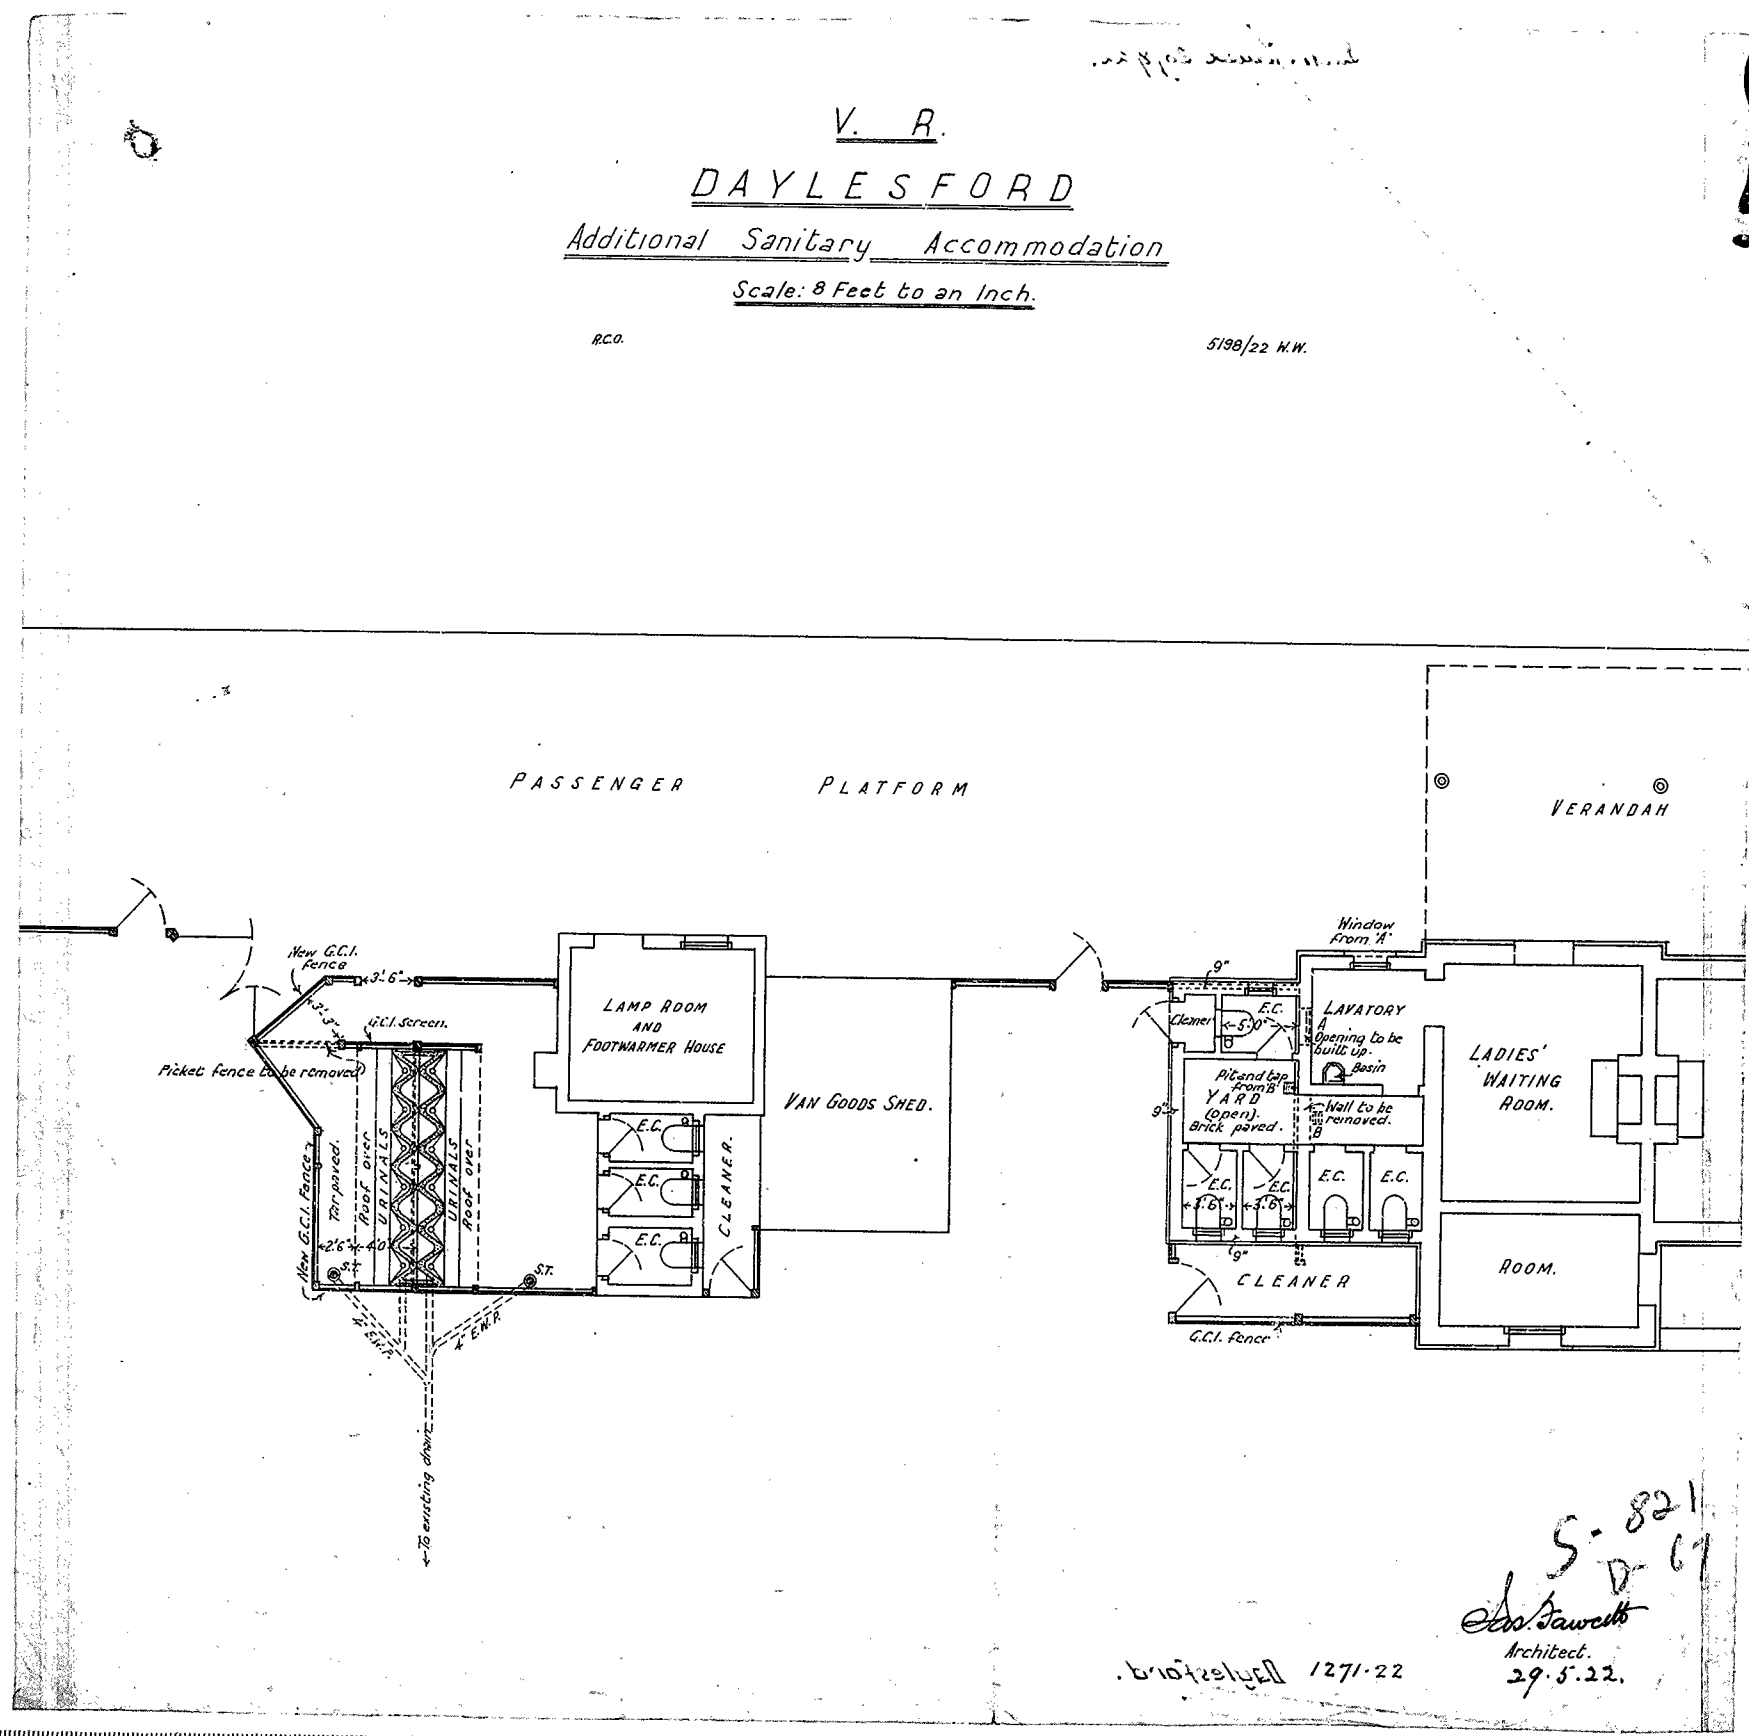 V. R.
DAYLESFORD
Additional Sanitary Accommodation
Scale: 8 Feet to an Inch.
R.C.O.
5198/22 W.W.
PASSENGER PLATFORM
VERANDAH
New G.C.I.
fence
3'-6"
3'-3"
G.C.I. Screen.
Picket fence to be removed
New G.C.I. Fence
Tar paved.
Roof over
URINALS
URINALS
Roof over
2'6"
4'0"
S.T.
S.T.
4" E.W.P.
4" E.W.P.
←To existing drain
LAMP ROOM
AND
FOOTWARMER HOUSE
E.C.
E.C.
E.C.
CLEANER.
VAN GOODS SHED.
Window
from 'A'
9"
Cleaner
E.C.
5'0"
LAVATORY
A
Opening to be
built up.
Basin
Pit and tap
from 'B'
YARD
(open).
Brick paved.
9"
Wall to be
removed.
B
LADIES'
WAITING
ROOM.
E.C.
3'6"
E.C.
3'6"
E.C.
E.C.
9"
CLEANER
G.C.I. fence
ROOM.
S- 821
D- 67
Jas. Fawcett
Architect.
29.5.22.
Daylesford. 1271.22